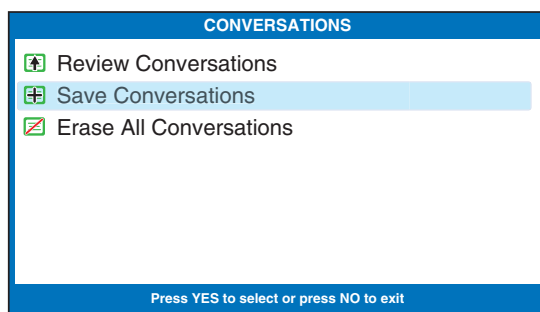 CONVERSATIONS
Review Conversations
Save Conversations
Erase All Conversations
Press YES to select or press NO to exit